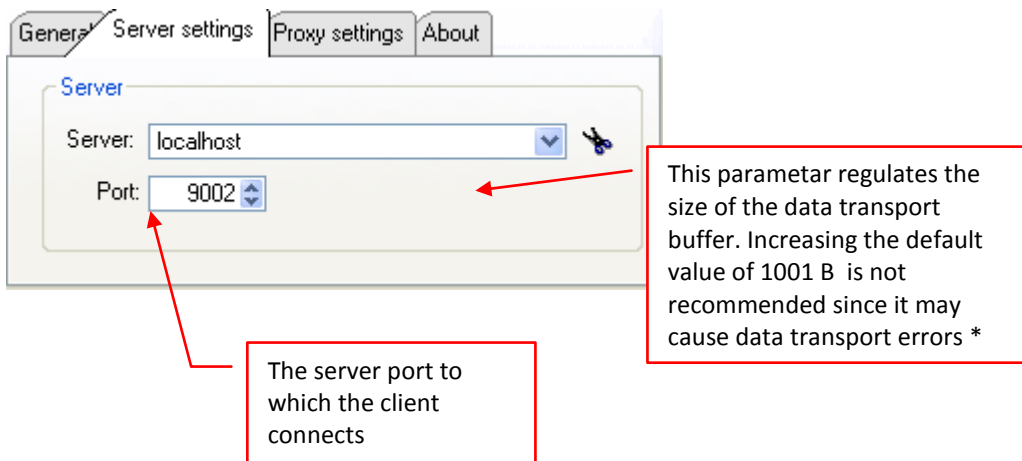 General Server settings Proxy settings About
Server
Server: localhost
Port: 9002
This parametar regulates the
size of the data transport
buffer. Increasing the default
value of 1001 B is not
recommended since it may
cause data transport errors *
The server port to
which the client
connects